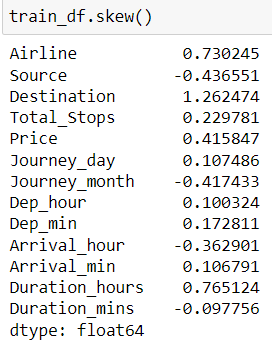 train_df.skew()
Airline 0.730245
Source -0.436551
Destination 1.262474
Total_Stops 0.229781
Price 0.415847
Journey_day 0.107486
Journey_month -0.417433
Dep_hour 0.100324
Dep_min 0.172811
Arrival_hour -0.362901
Arrival_min 0.106791
Duration_hours 0.765124
Duration_mins -0.097756
dtype: float64